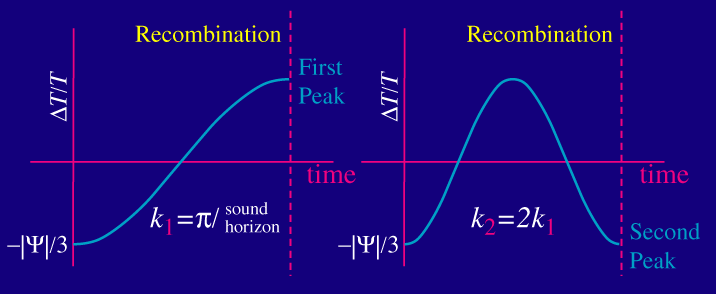 Recombination
ΔT/T
First
Peak
time
k1=π/ sound
horizon
–|Ψ|/3
Recombination
ΔT/T
time
k2=2k1
–|Ψ|/3
Second
Peak